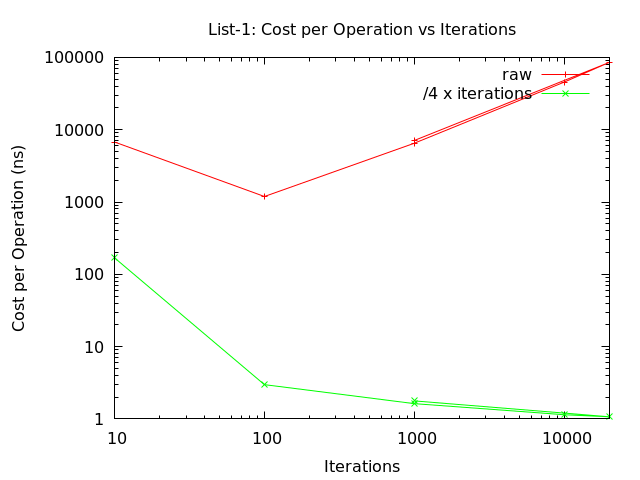 List-1: Cost per Operation vs Iterations
100000
10000
1000
100
10
1
Cost per Operation (ns)
raw
/4 x iterations
10
100
1000
10000
Iterations